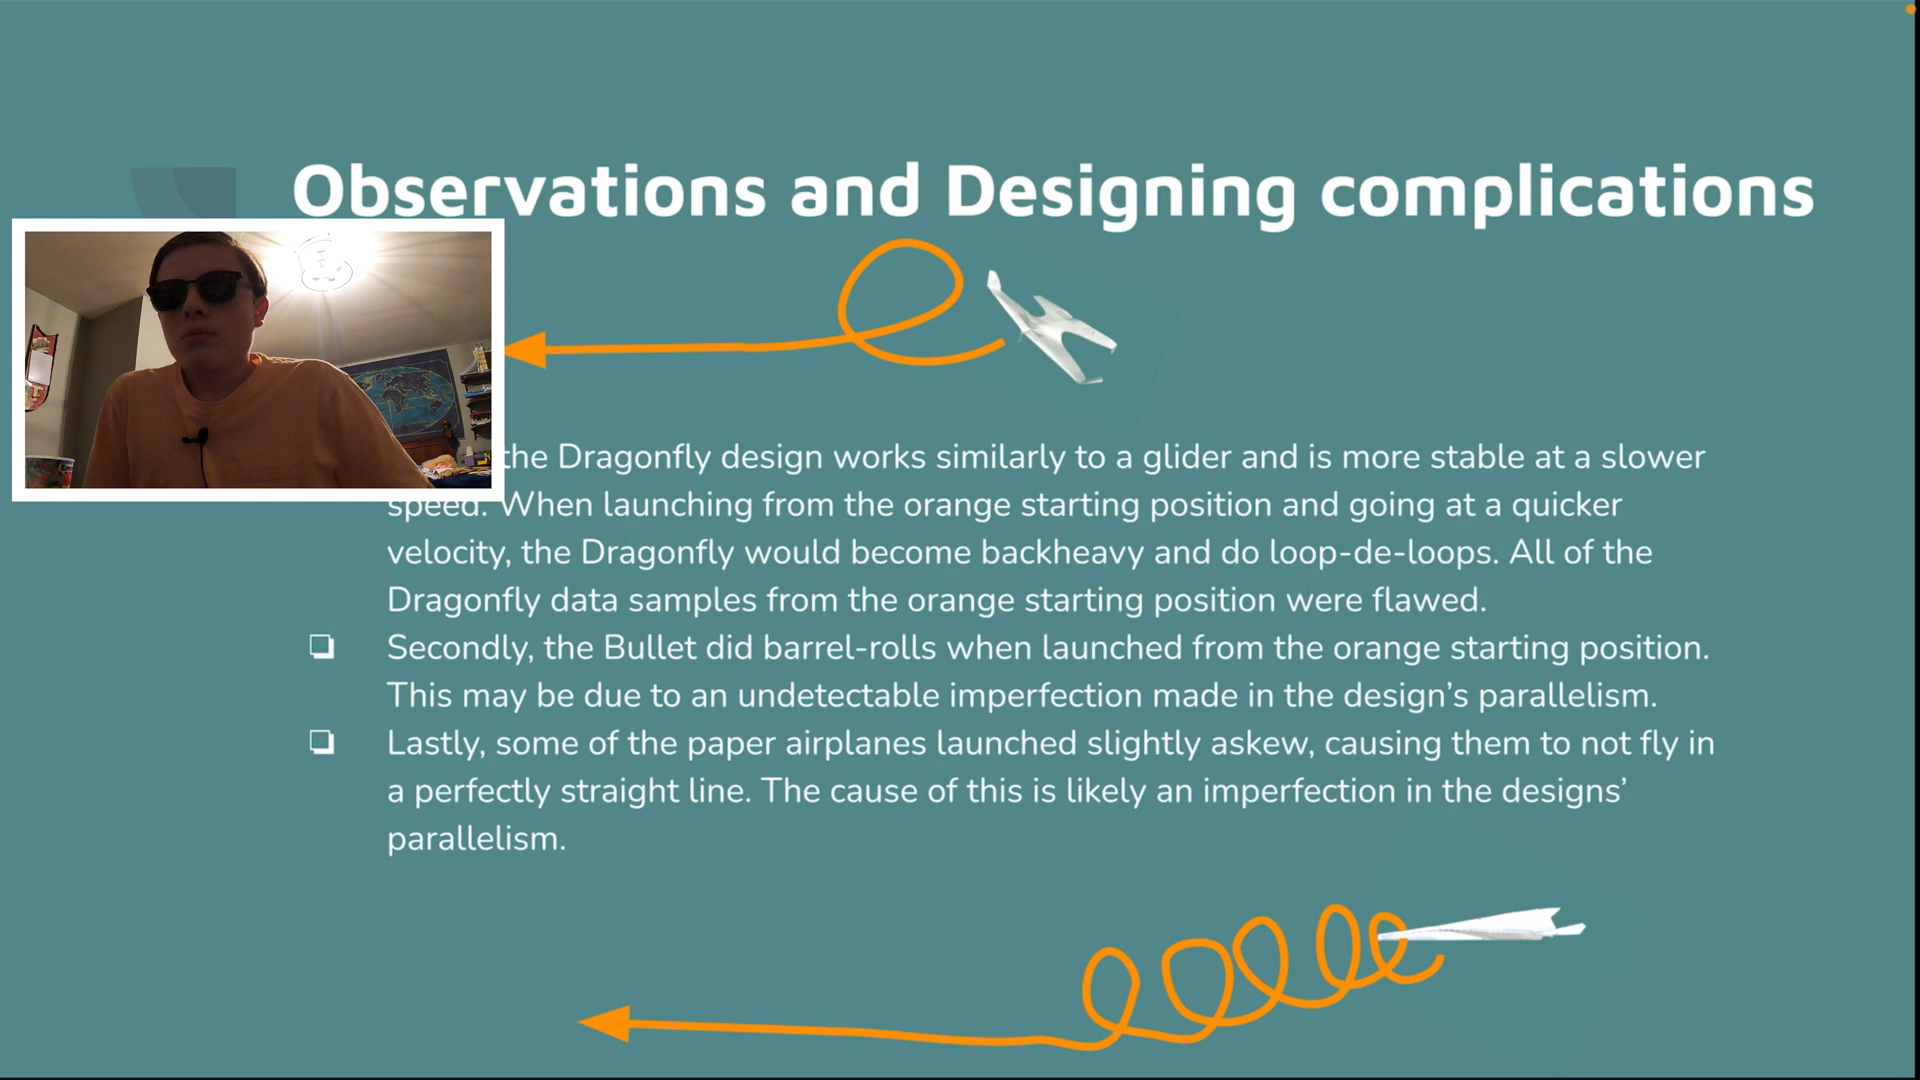 Observations and Designing complications
the Dragonfly design works similarly to a glider and is more stable at a slower
speed. When launching from the orange starting position and going at a quicker
velocity, the Dragonfly would become backheavy and do loop-de-loops. All of the
Dragonfly data samples from the orange starting position were flawed.
Secondly, the Bullet did barrel-rolls when launched from the orange starting position.
This may be due to an undetectable imperfection made in the design’s parallelism.
Lastly, some of the paper airplanes launched slightly askew, causing them to not fly in
a perfectly straight line. The cause of this is likely an imperfection in the designs’
parallelism.